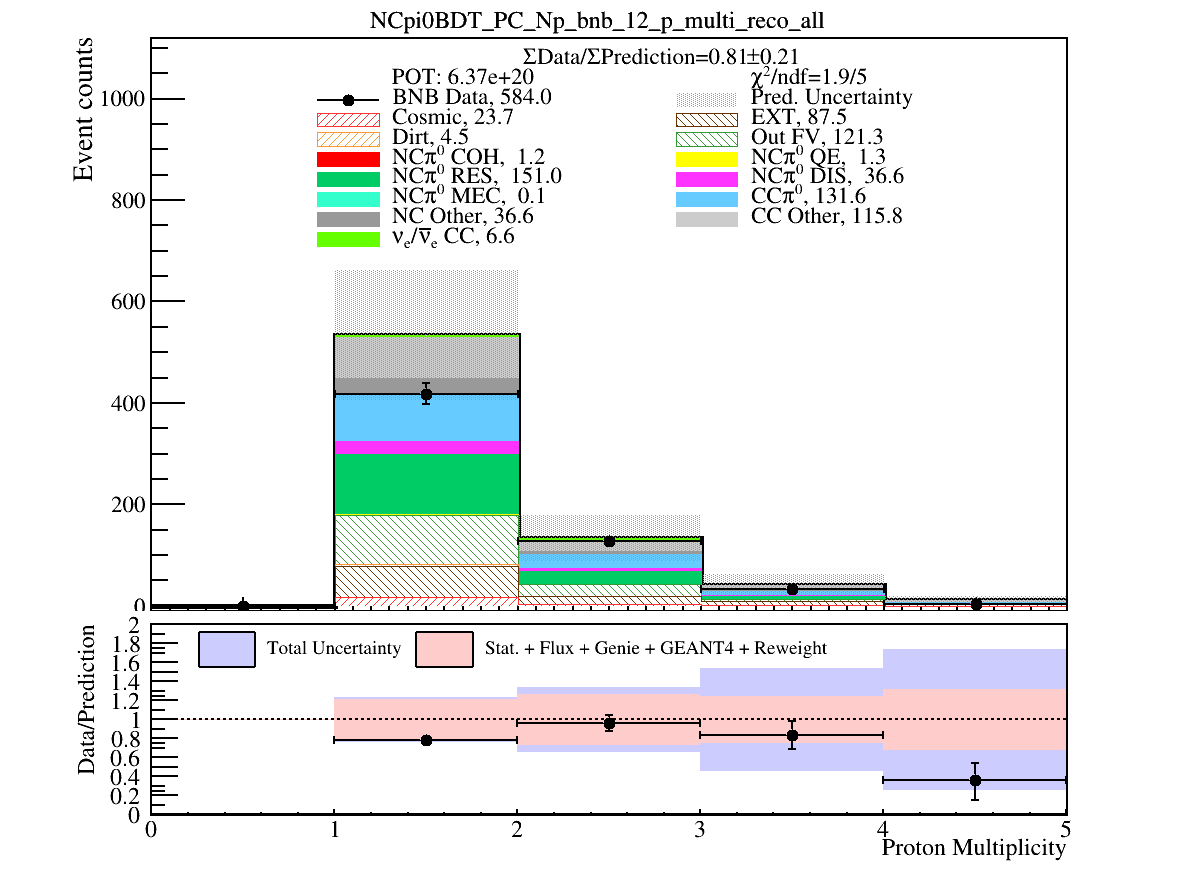 NCpi0BDT_PC_Np_bnb_12_p_multi_reco_all
ΣData/ΣPrediction=0.81±0.21
POT: 6.37e+20
χ²/ndf=1.9/5
BNB Data, 584.0
Pred. Uncertainty
Cosmic, 23.7
EXT, 87.5
Dirt, 4.5
Out FV, 121.3
NCπ⁰ COH, 1.2
NCπ⁰ QE, 1.3
NCπ⁰ RES, 151.0
NCπ⁰ DIS, 36.6
NCπ⁰ MEC, 0.1
CCπ⁰, 131.6
NC Other, 36.6
CC Other, 115.8
νₑ/ν̅ₑ CC, 6.6
Event counts
1000
800
600
400
200
0
Total Uncertainty
Stat. + Flux + Genie + GEANT4 + Reweight
Data/Prediction
2
1.8
1.6
1.4
1.2
1
0.8
0.6
0.4
0.2
0
0 1 2 3 4 5
Proton Multiplicity